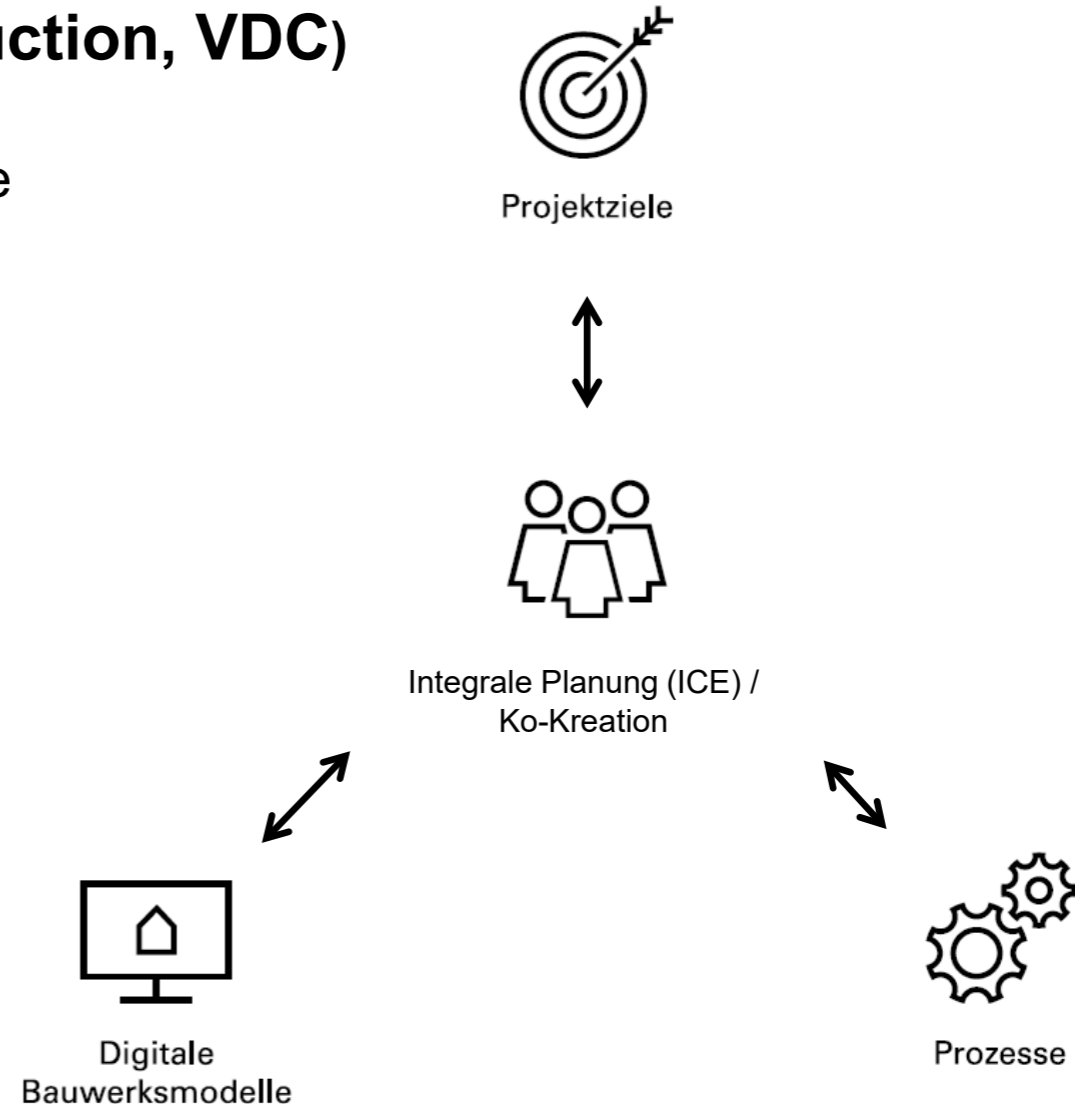 uction, VDC)
e
Projektziele
Integrale Planung (ICE) /
Ko-Kreation
Digitale
Bauwerksmodelle
Prozesse